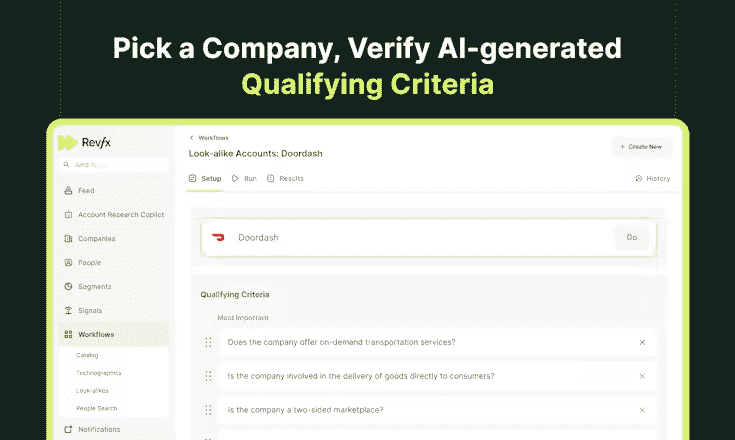 Pick a Company, Verify AI-generated
Qualifying Criteria
Revfx
Jump to
Feed
Account Research Copilot
Companies
People
Segments
Signals
Workflows
Catalog
Technographics
Look-alikes
People Search
Notifications
Workflows
Look-alike Accounts: Doordash
+ Create New
Setup
Run
Results
History
Doordash
Go
Qualifying Criteria
Most Important
Does the company offer on-demand transportation services?
Is the company involved in the delivery of goods directly to consumers?
Is the company a two-sided marketplace?